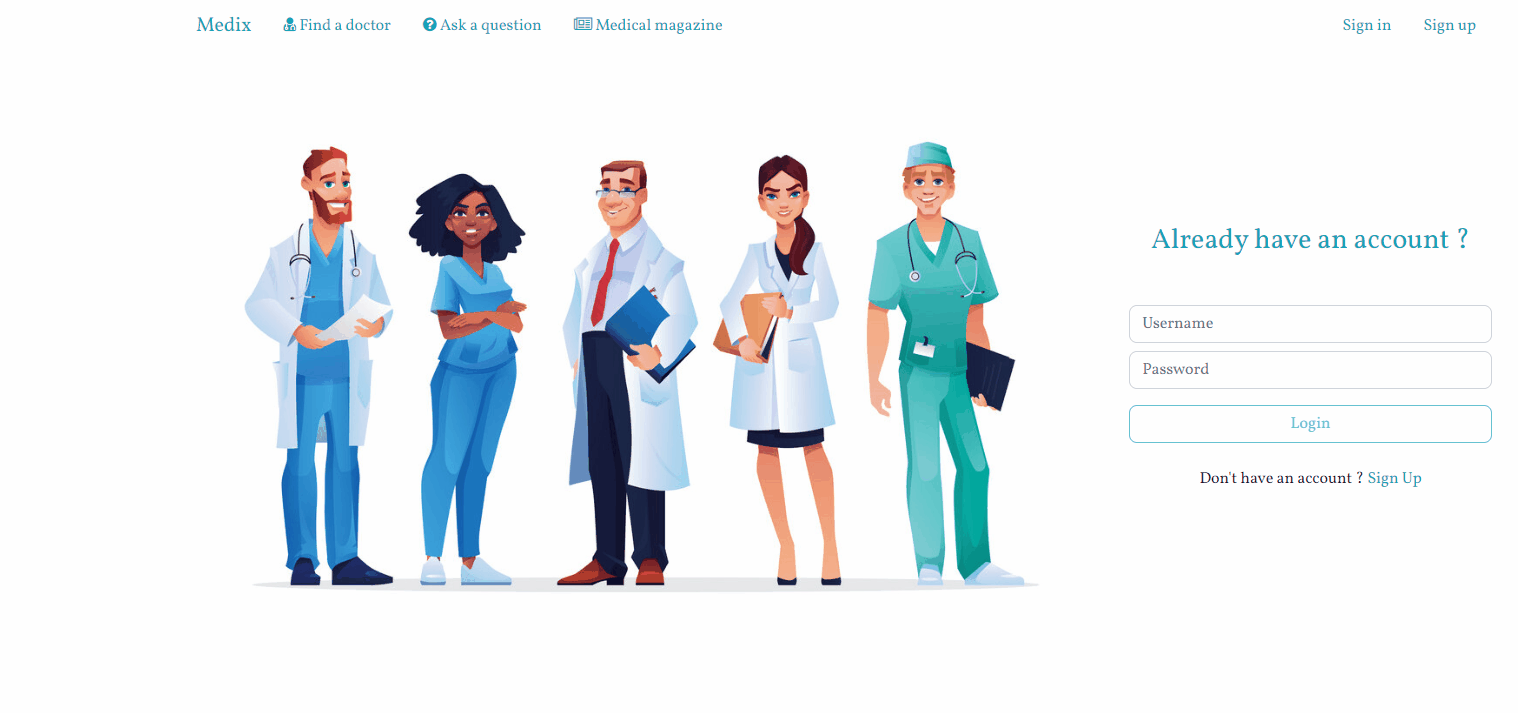 Medix Find a doctor Ask a question Medical magazine Sign in Sign up
Already have an account ?
Username
Password
Login
Don't have an account ? Sign Up